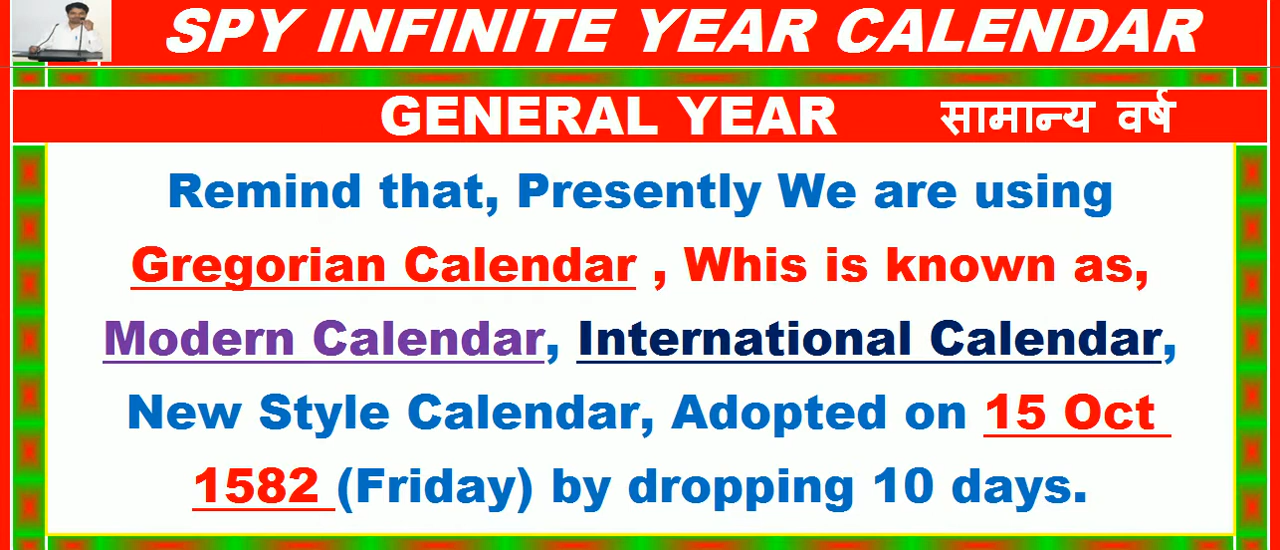 SPY INFINITE YEAR CALENDAR
GENERAL YEAR सामान्य वर्ष
Remind that, Presently We are using
Gregorian Calendar , Whis is known as,
Modern Calendar, International Calendar,
New Style Calendar, Adopted on 15 Oct
1582 (Friday) by dropping 10 days.